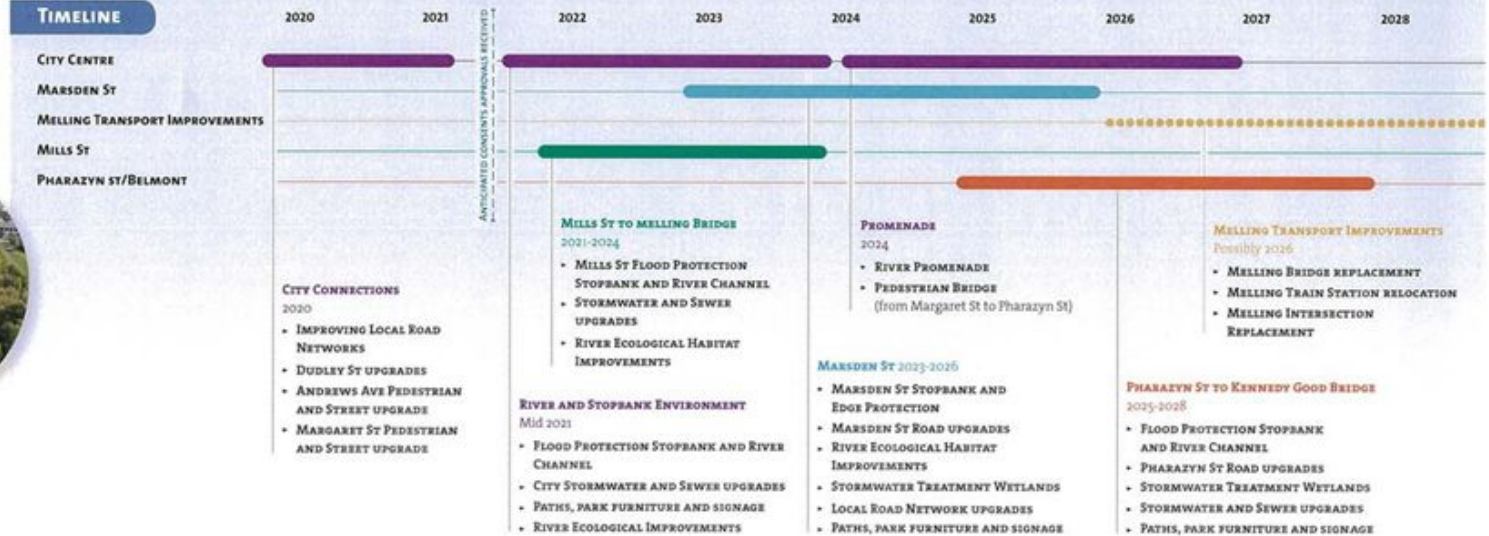 TIMELINE
2020 2021 2022 2023 2024 2025 2026 2027 2028
CITY CENTRE
MARSDEN ST
MELLING TRANSPORT IMPROVEMENTS
MILLS ST
PHARAZYN ST/BELMONT
ANTICIPATED CONSENTS APPROVALS RECEIVED
CITY CONNECTIONS
2020
IMPROVING LOCAL ROAD
NETWORKS
DUDLEY ST UPGRADES
ANDREWS AVE PEDESTRIAN
AND STREET UPGRADE
MARGARET ST PEDESTRIAN
AND STREET UPGRADE
MILLS ST TO MELLING BRIDGE
2021-2024
MILLS ST FLOOD PROTECTION
STOPBANK AND RIVER CHANNEL
STORMWATER AND SEWER
UPGRADES
RIVER ECOLOGICAL HABITAT
IMPROVEMENTS
RIVER AND STOPBANK ENVIRONMENT
Mid 2021
FLOOD PROTECTION STOPBANK AND RIVER
CHANNEL
CITY STORMWATER AND SEWER UPGRADES
PATHS, PARK FURNITURE AND SIGNAGE
RIVER ECOLOGICAL IMPROVEMENTS
PROMENADE
2024
RIVER PROMENADE
PEDESTRIAN BRIDGE
(from Margaret St to Pharazyn St)
MARSDEN ST 2023-2026
MARSDEN ST STOPBANK AND
EDGE PROTECTION
MARSDEN ST ROAD UPGRADES
RIVER ECOLOGICAL HABITAT
IMPROVEMENTS
STORMWATER TREATMENT WETLANDS
LOCAL ROAD NETWORK UPGRADES
PATHS, PARK FURNITURE AND SIGNAGE
MELLING TRANSPORT IMPROVEMENTS
Possibly 2026
MELLING BRIDGE REPLACEMENT
MELLING TRAIN STATION RELOCATION
MELLING INTERSECTION
REPLACEMENT
PHARAZYN ST TO KENNEDY GOOD BRIDGE
2025-2028
FLOOD PROTECTION STOPBANK
AND RIVER CHANNEL
PHARAZYN ST ROAD UPGRADES
STORMWATER TREATMENT WETLANDS
STORMWATER AND SEWER UPGRADES
PATHS, PARK FURNITURE AND SIGNAGE